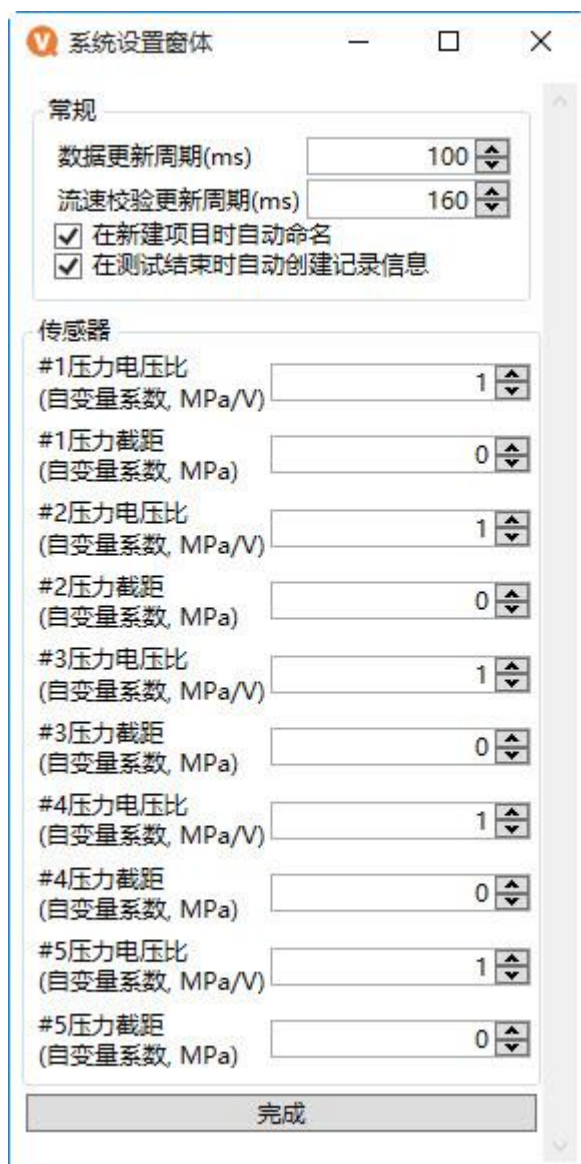 系统设置窗体
常规
数据更新周期(ms) 100
流速校验更新周期(ms) 160
在新建项目时自动命名
在测试结束时自动创建记录信息
传感器
#1压力电压比
(自变量系数, MPa/V) 1
#1压力截距
(自变量系数, MPa) 0
#2压力电压比
(自变量系数, MPa/V) 1
#2压力截距
(自变量系数, MPa) 0
#3压力电压比
(自变量系数, MPa/V) 1
#3压力截距
(自变量系数, MPa) 0
#4压力电压比
(自变量系数, MPa/V) 1
#4压力截距
(自变量系数, MPa) 0
#5压力电压比
(自变量系数, MPa/V) 1
#5压力截距
(自变量系数, MPa) 0
完成